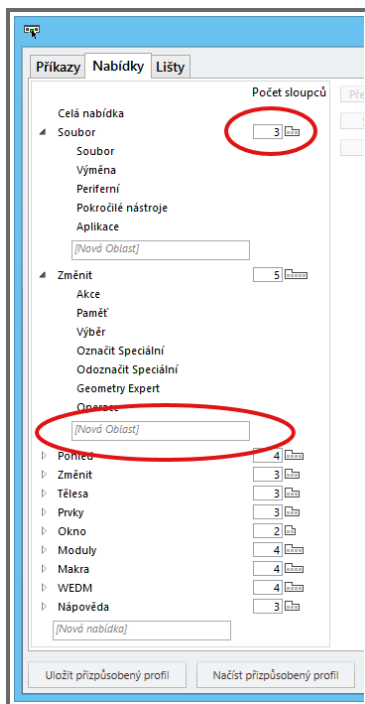 Příkazy Nabídky Lišty
Počet sloupců
Celá nabídka
Soubor 3
Soubor
Výměna
Periferní
Pokročilé nástroje
Aplikace
[Nová Oblast]
Změnit 5
Akce
Paměť
Výběr
Označit Speciální
Odoznačit Speciální
Geometry Expert
Operace
[Nová Oblast]
Pohled 4
Změnit 3
Tělesa 3
Prvky 3
Okno 2
Moduly 4
Makra 4
WEDM 4
Nápověda 3
[Nová nabídka]
Uložit přizpůsobený profil Načíst přizpůsobený profil